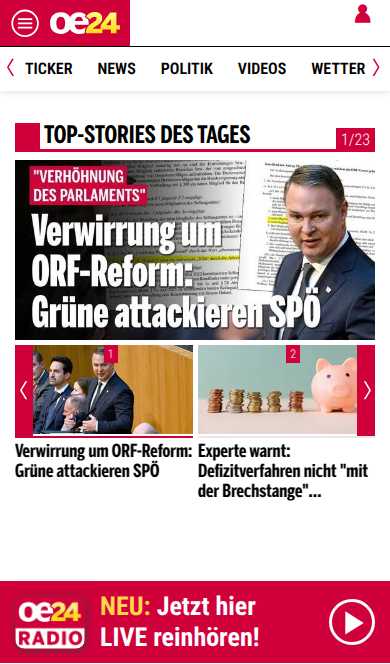 oe24
TICKER NEWS POLITIK VIDEOS WETTER
TOP-STORIES DES TAGES
1/23
"VERHÖHNUNG
DES PARLAMENTS"
Verwirrung um
ORF-Reform:
Grüne attackieren SPÖ
1
2
Verwirrung um ORF-Reform:
Grüne attackieren SPÖ
Experte warnt:
Defizitverfahren nicht "mit
der Brechstange"...
oe24
RADIO
NEU: Jetzt hier
LIVE reinhören!